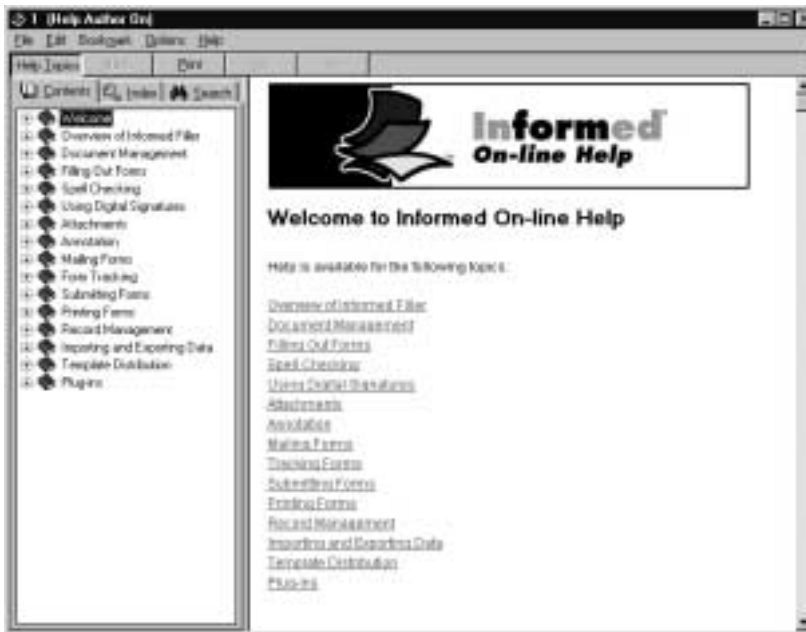 1 (Help Author On)
File Edit Bookmark Options Help
Help Topics Print
Contents Index Search
Welcome
Overview of Informed Filler
Document Management
Filling Out Forms
Spell Checking
Using Digital Signatures
Attachments
Annotation
Mailing Forms
Form Tracking
Submitting Forms
Printing Forms
Record Management
Importing and Exporting Data
Template Distribution
Plug-ins
Informed
On-line Help
Welcome to Informed On-line Help
Help is available for the following topics:
Overview of Informed Filler
Document Management
Filling Out Forms
Spell Checking
Using Digital Signatures
Attachments
Annotation
Mailing Forms
Tracking Forms
Submitting Forms
Printing Forms
Record Management
Importing and Exporting Data
Template Distribution
Plug-ins